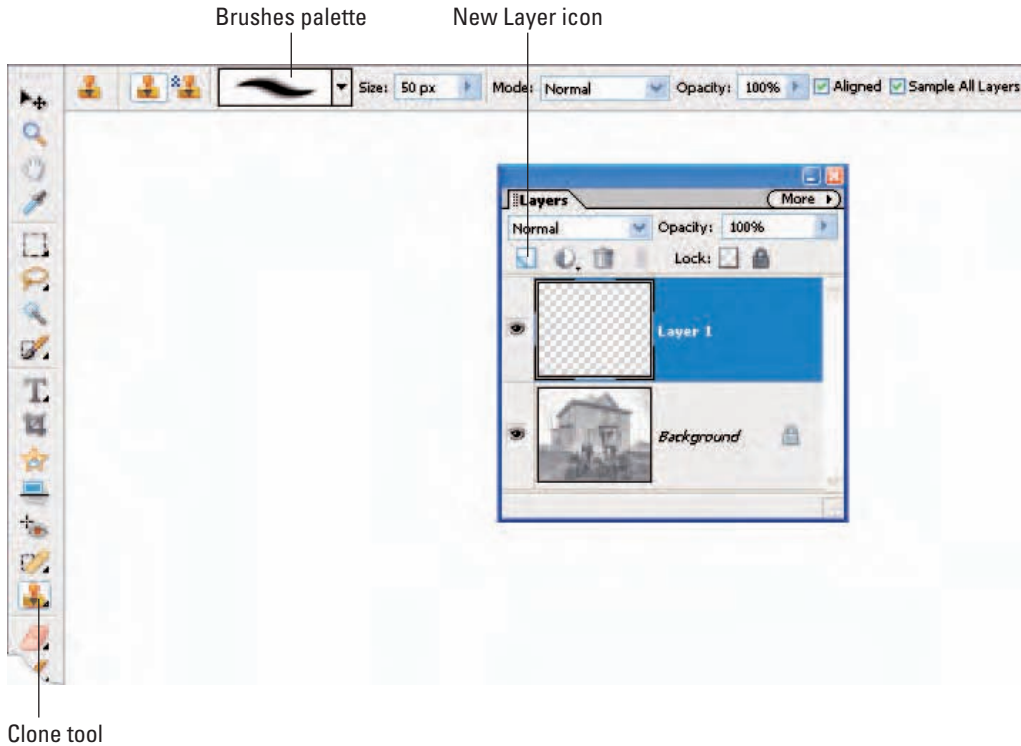 Brushes palette New Layer icon
Size: 50 px Mode: Normal Opacity: 100% Aligned Sample All Layers
Layers More
Normal Opacity: 100%
Lock:
Layer 1
Background
T
Clone tool